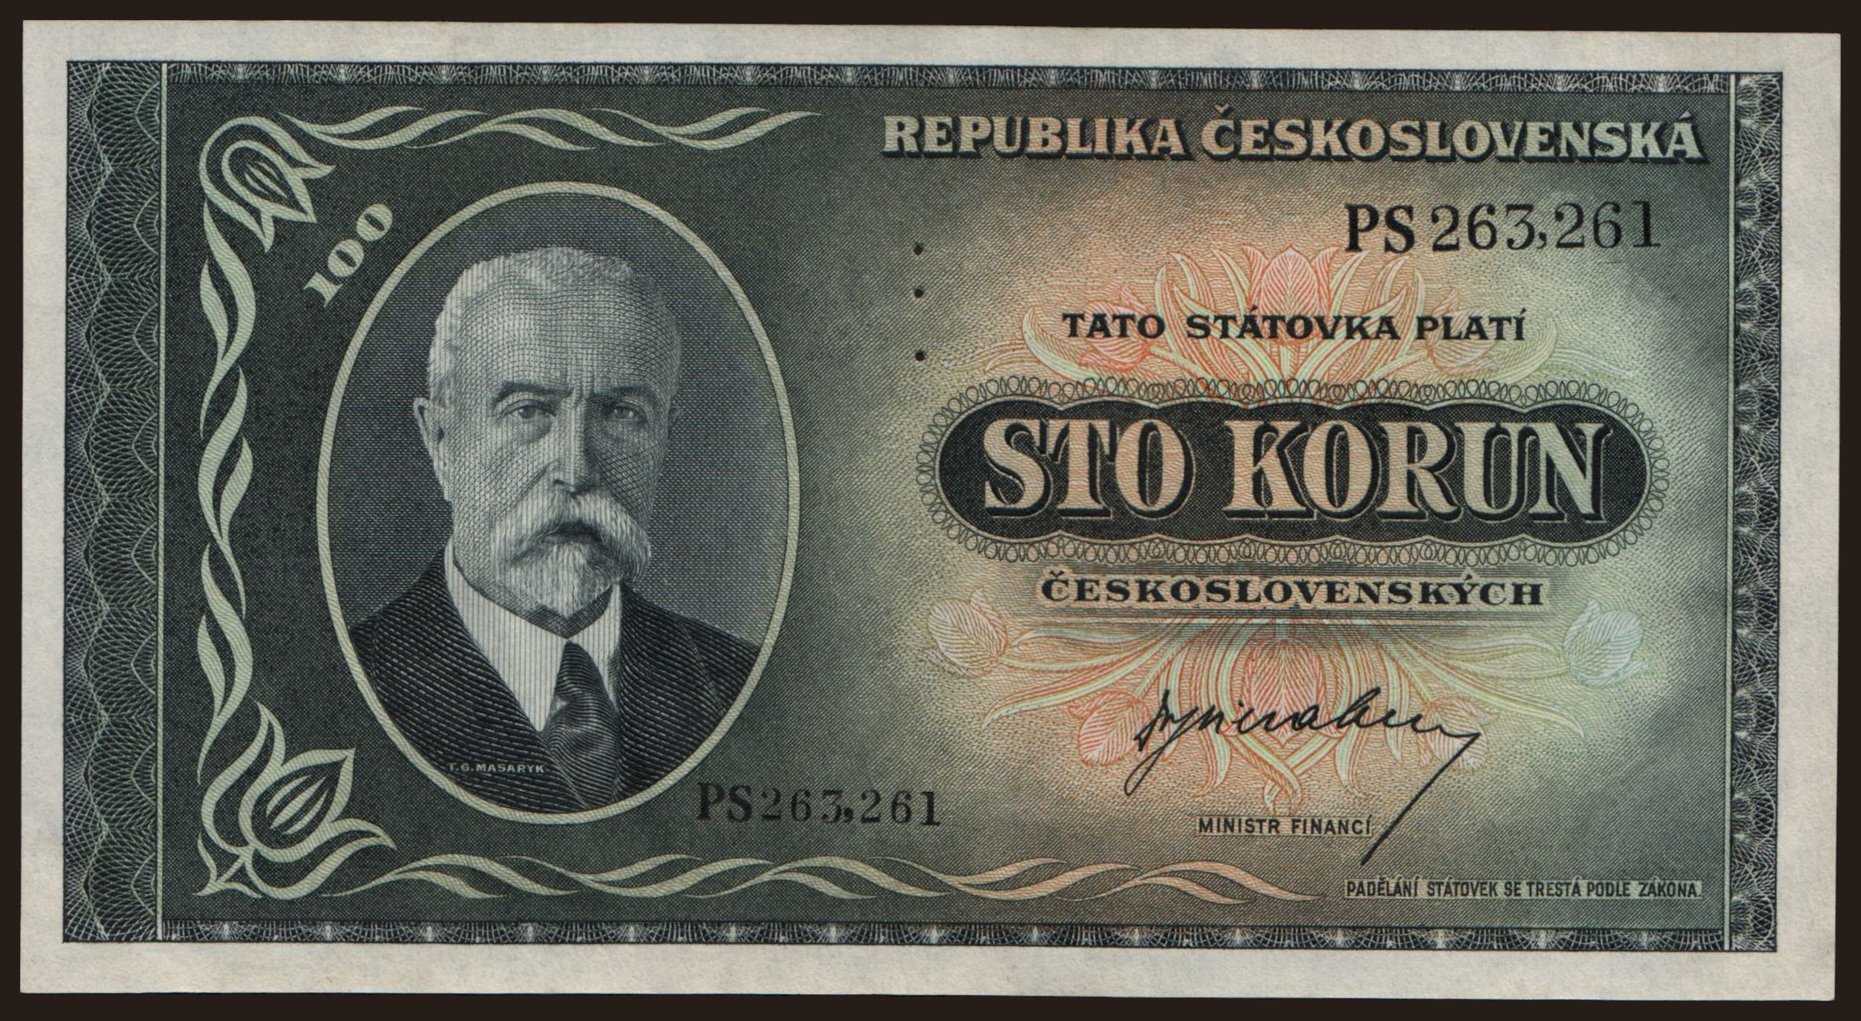 REPUBLIKA ČESKOSLOVENSKÁ
100
PS 263,261
TATO STÁTOVKA PLATÍ
STO KORUN
ČESKOSLOVENSKÝCH
T. G. MASARYK
PS 263,261
MINISTR FINANCÍ
PADĚLÁNÍ STÁTOVEK SE TRESTÁ PODLE ZÁKONA.